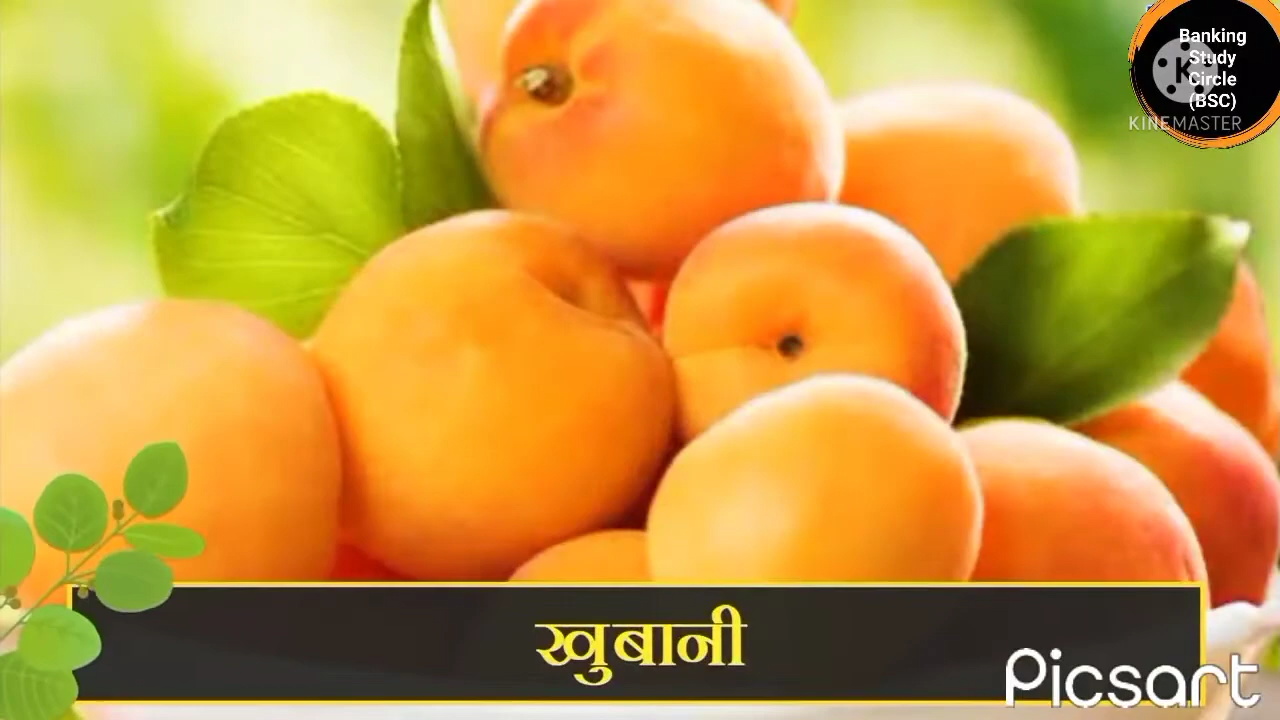 Banking
Study
Circle
(BSC)
KINEMASTER
खुबानी
Picsart